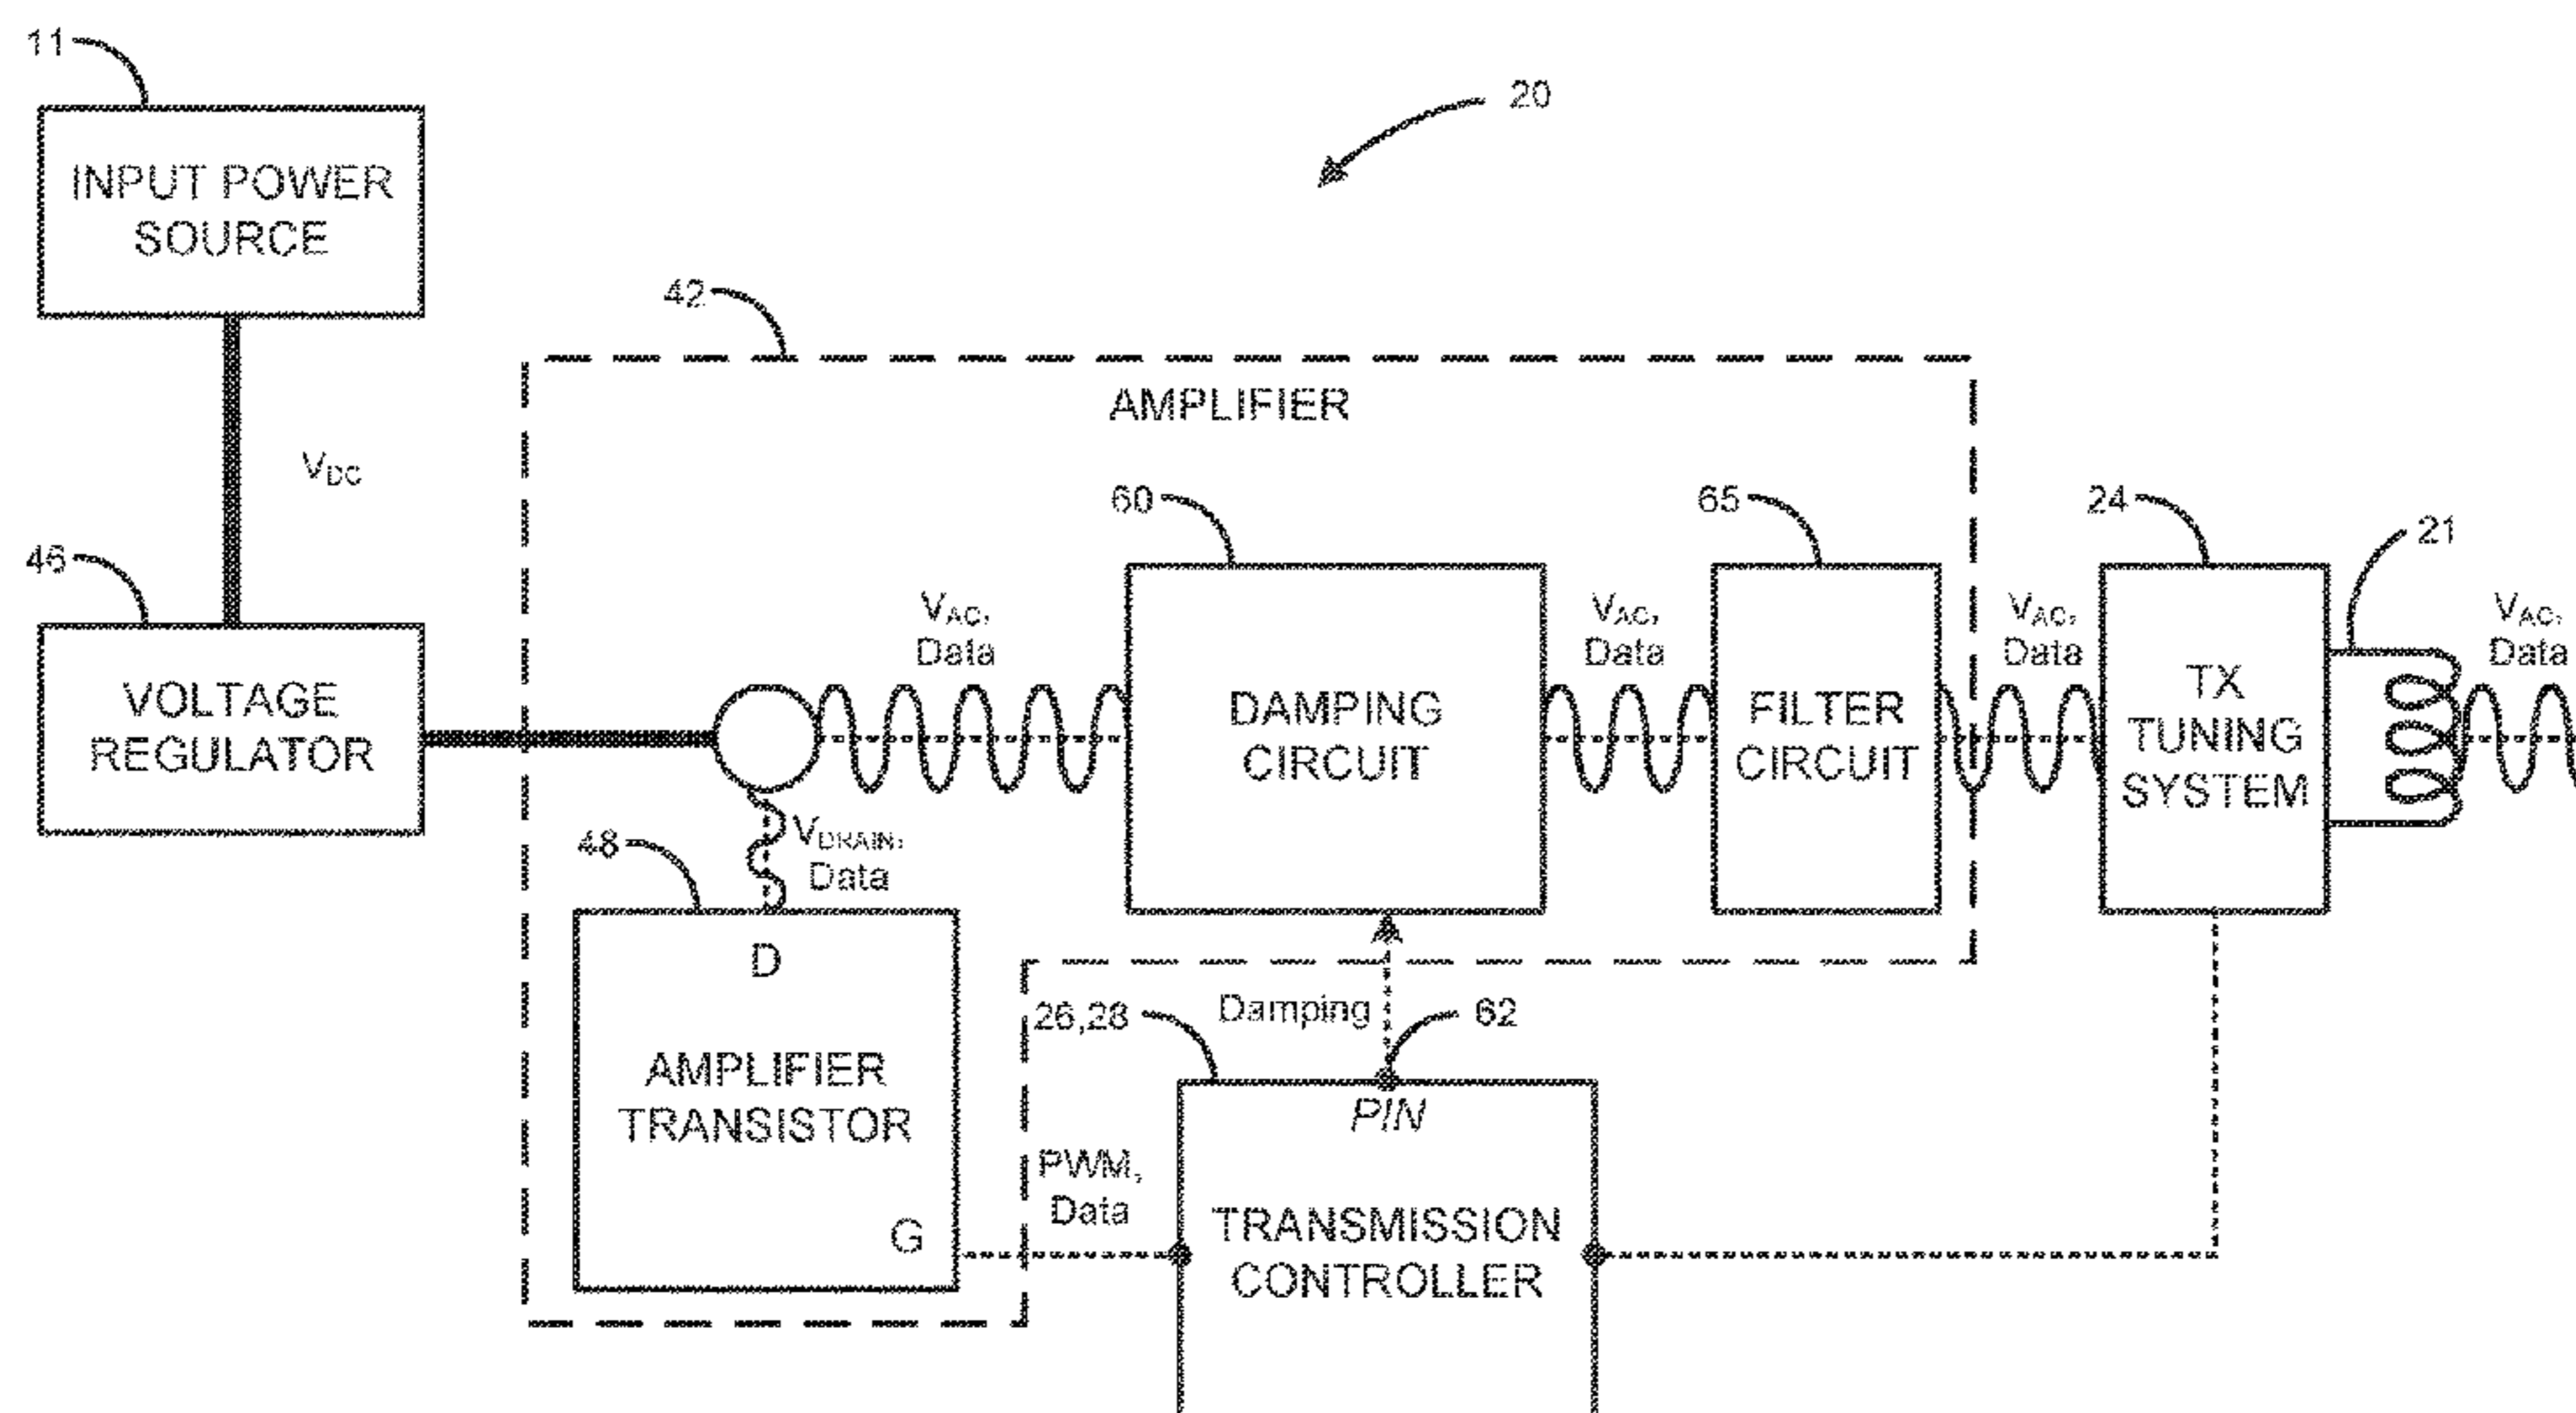 11
20
INPUT POWER
SOURCE
42
AMPLIFIER
VDC
60
65
24
21
46
VAC,
Data
VAC,
Data
VAC,
Data
VAC,
Data
VOLTAGE
REGULATOR
DAMPING
CIRCUIT
FILTER
CIRCUIT
TX
TUNING
SYSTEM
48
VDRAIN,
Data
D
26,28
Damping
62
AMPLIFIER
TRANSISTOR
PIN
PWM,
Data
G
TRANSMISSION
CONTROLLER